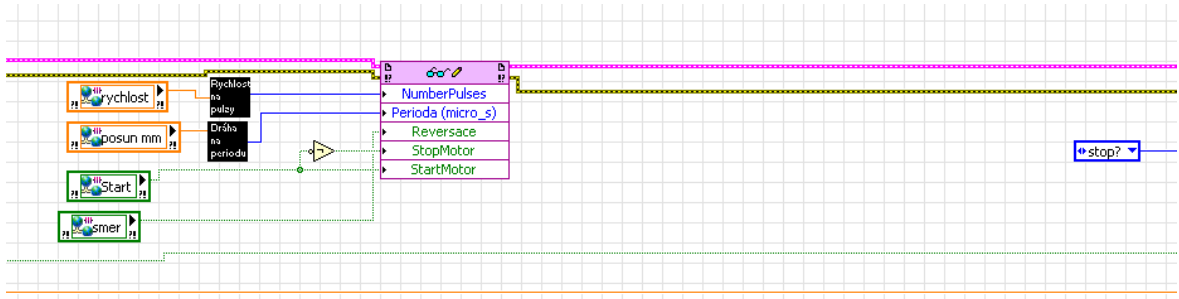 rychlost
Rychlost
na
pulzy
NumberPulses
posun mm
Dráha
na
periodu
Perioda (micro_s)
Reversace
StopMotor
StartMotor
Start
smer
stop?